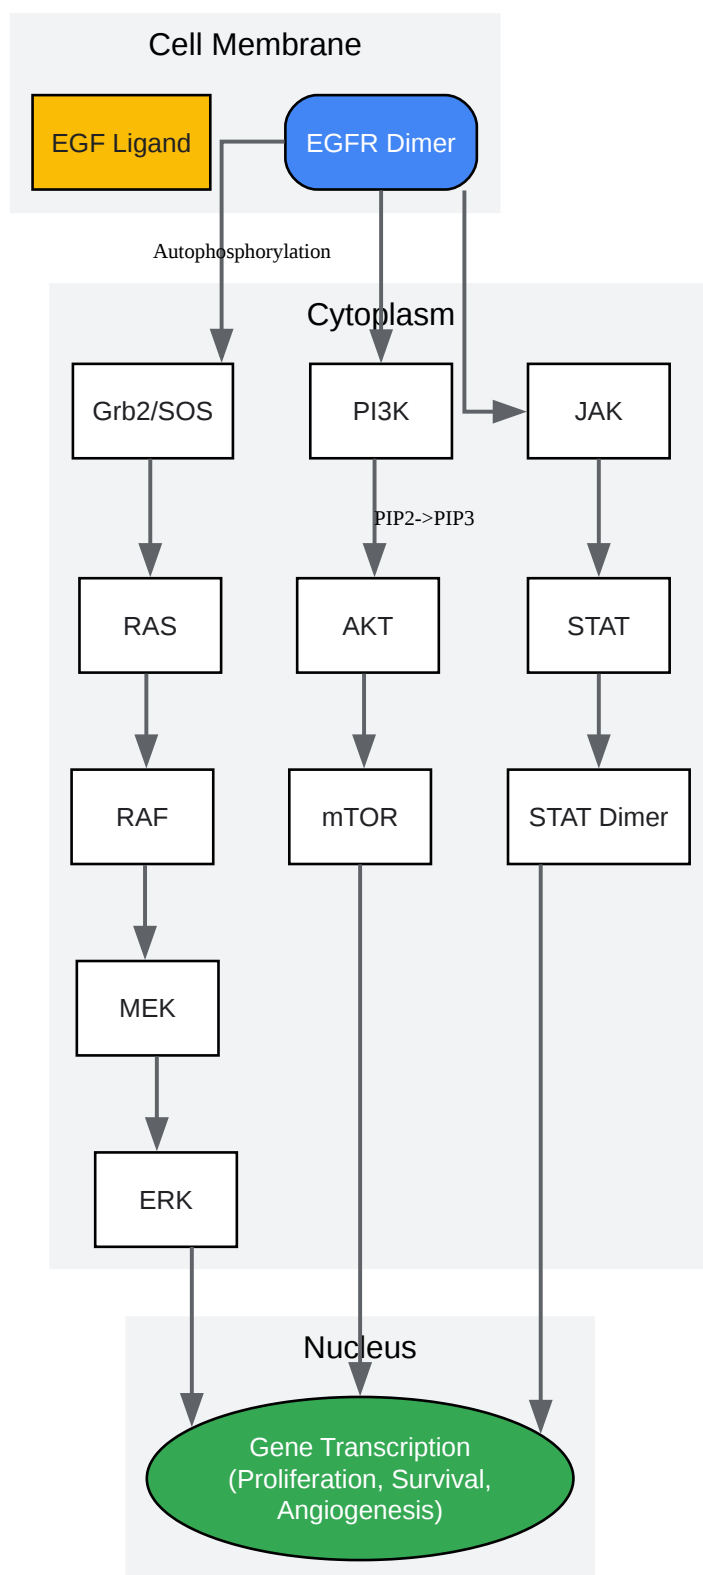 Cell Membrane
EGF Ligand
EGFR Dimer
Autophosphorylation
Cytoplasm
Grb2/SOS
PI3K
JAK
PIP2->PIP3
RAS
AKT
STAT
RAF
mTOR
STAT Dimer
MEK
ERK
Nucleus
Gene Transcription
(Proliferation, Survival,
Angiogenesis)